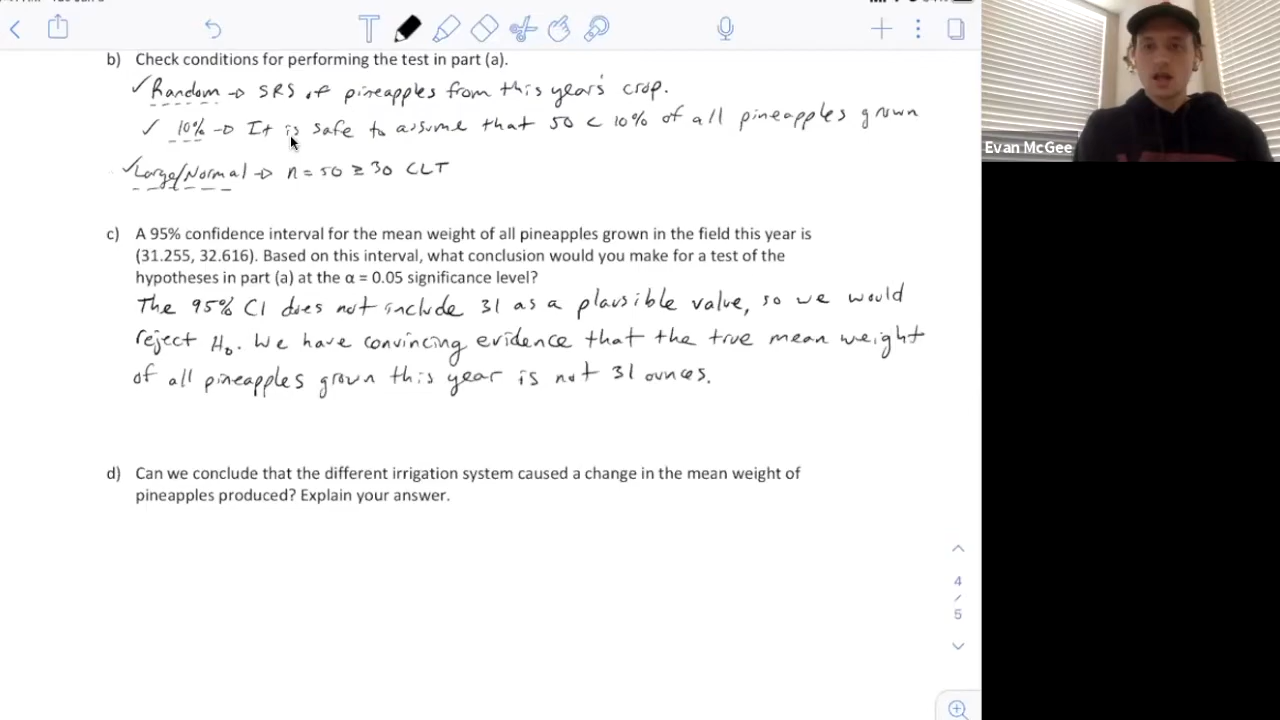 b) Check conditions for performing the test in part (a).
✓Random → SRS of pineapples from this year's crop.
✓ 10% → It is safe to assume that 50 < 10% of all pineapples grown
✓Large/Normal → n = 50 ≥ 30 CLT
c) A 95% confidence interval for the mean weight of all pineapples grown in the field this year is
(31.255, 32.616). Based on this interval, what conclusion would you make for a test of the
hypotheses in part (a) at the α = 0.05 significance level?
The 95% CI does not include 31 as a plausible value, so we would
reject H₀. We have convincing evidence that the true mean weight
of all pineapples grown this year is not 31 ounces.
d) Can we conclude that the different irrigation system caused a change in the mean weight of
pineapples produced? Explain your answer.
4
/
5
Evan McGee